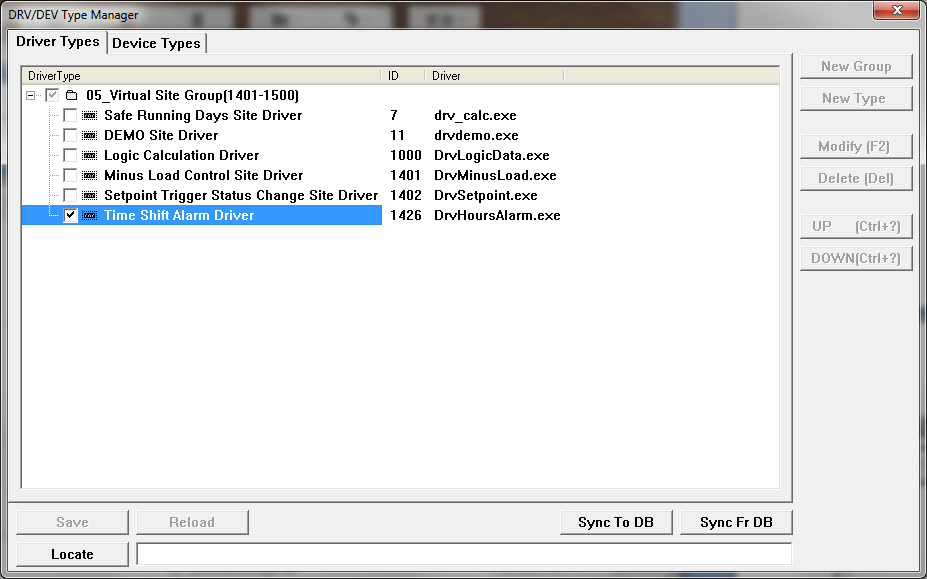 DRV/DEV Type Manager
Driver Types Device Types
DriverType ID Driver
05_Virtual Site Group(1401-1500)
Safe Running Days Site Driver 7 drv_calc.exe
DEMO Site Driver 11 drvdemo.exe
Logic Calculation Driver 1000 DrvLogicData.exe
Minus Load Control Site Driver 1401 DrvMinusLoad.exe
Setpoint Trigger Status Change Site Driver 1402 DrvSetpoint.exe
Time Shift Alarm Driver 1426 DrvHoursAlarm.exe
New Group
New Type
Modify (F2)
Delete (Del)
UP (Ctrl+?)
DOWN(Ctrl+?)
Save Reload Sync To DB Sync Fr DB
Locate